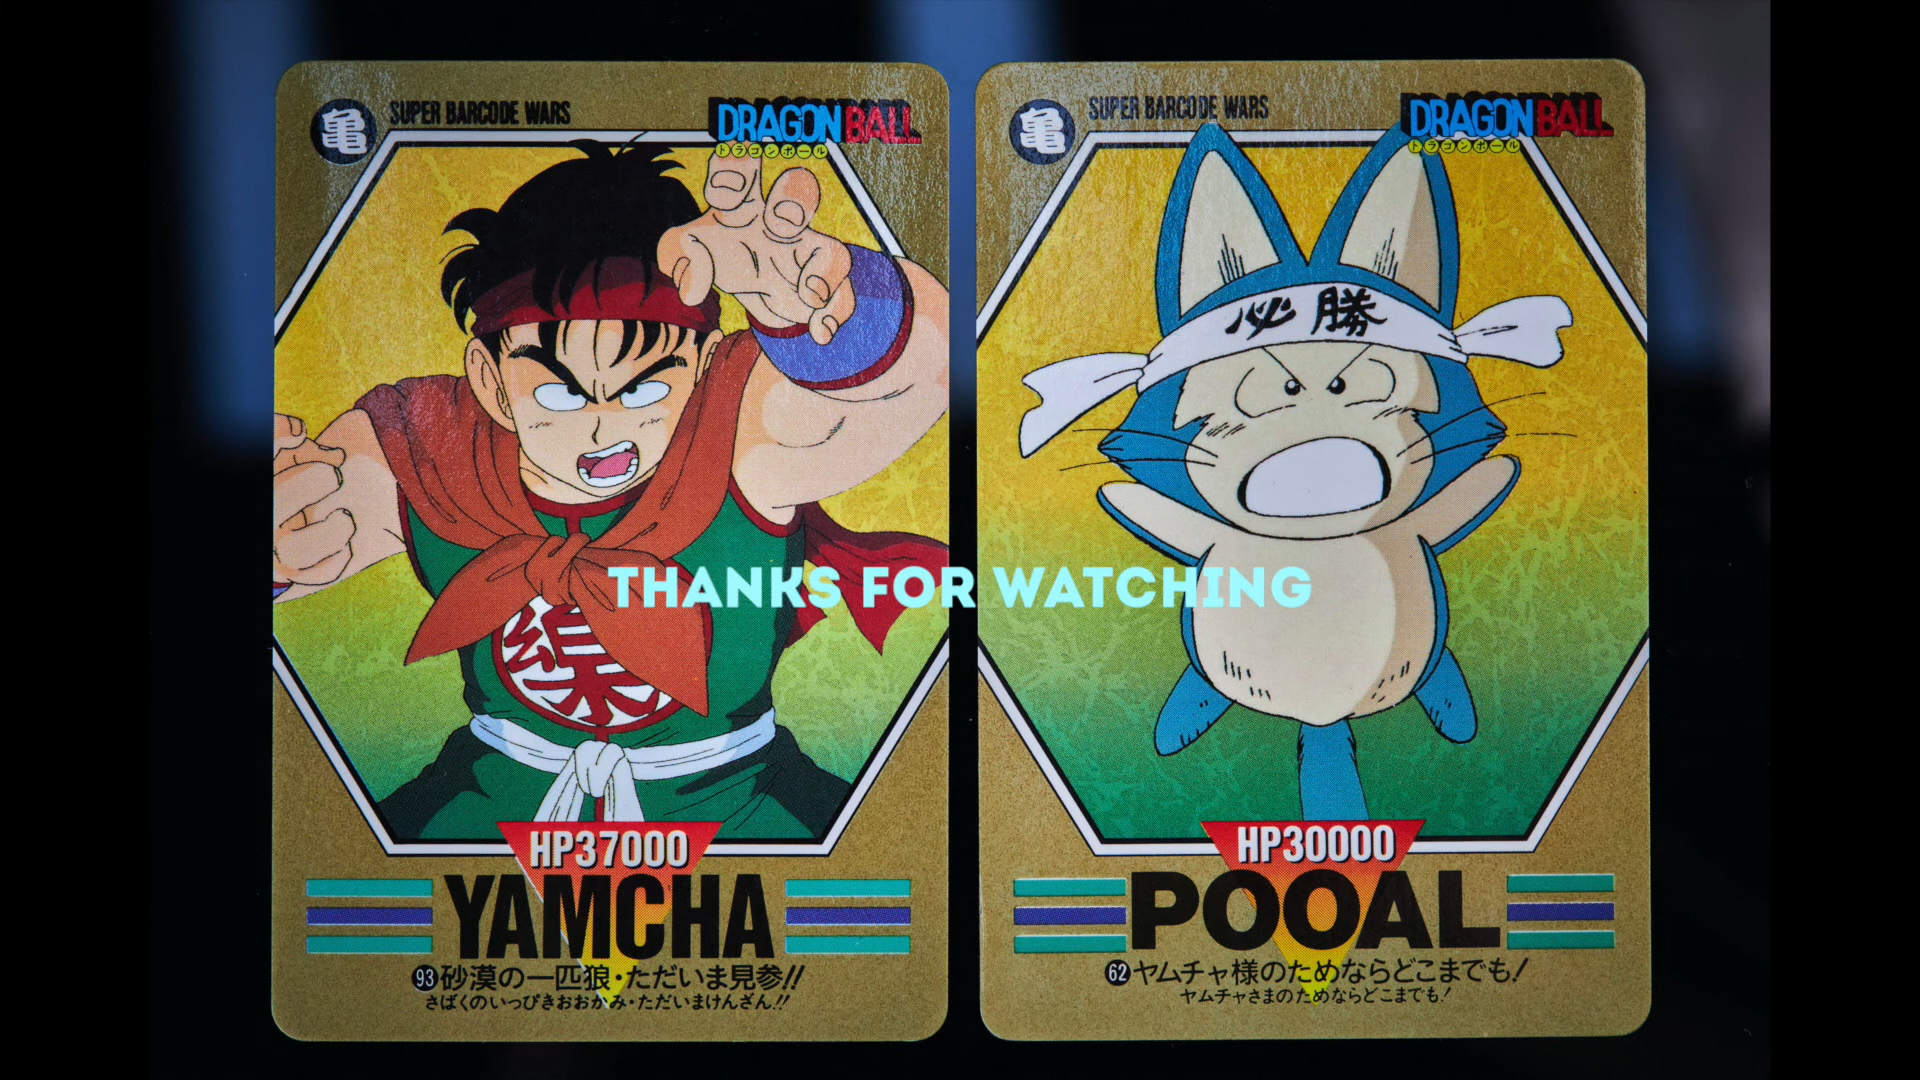 亀 SUPER BARCODE WARS DRAGON BALL
ドラゴンボール
樂
HP37000
YAMCHA
93 砂漠の一匹狼・ただいま見参!!
さばくのいっぴきおおかみ・ただいまけんざん!!
亀 SUPER BARCODE WARS DRAGON BALL
ドラゴンボール
必勝
HP30000
POOAL
62 ヤムチャ様のためならどこまでも!
ヤムチャさまのためならどこまでも!
THANKS FOR WATCHING